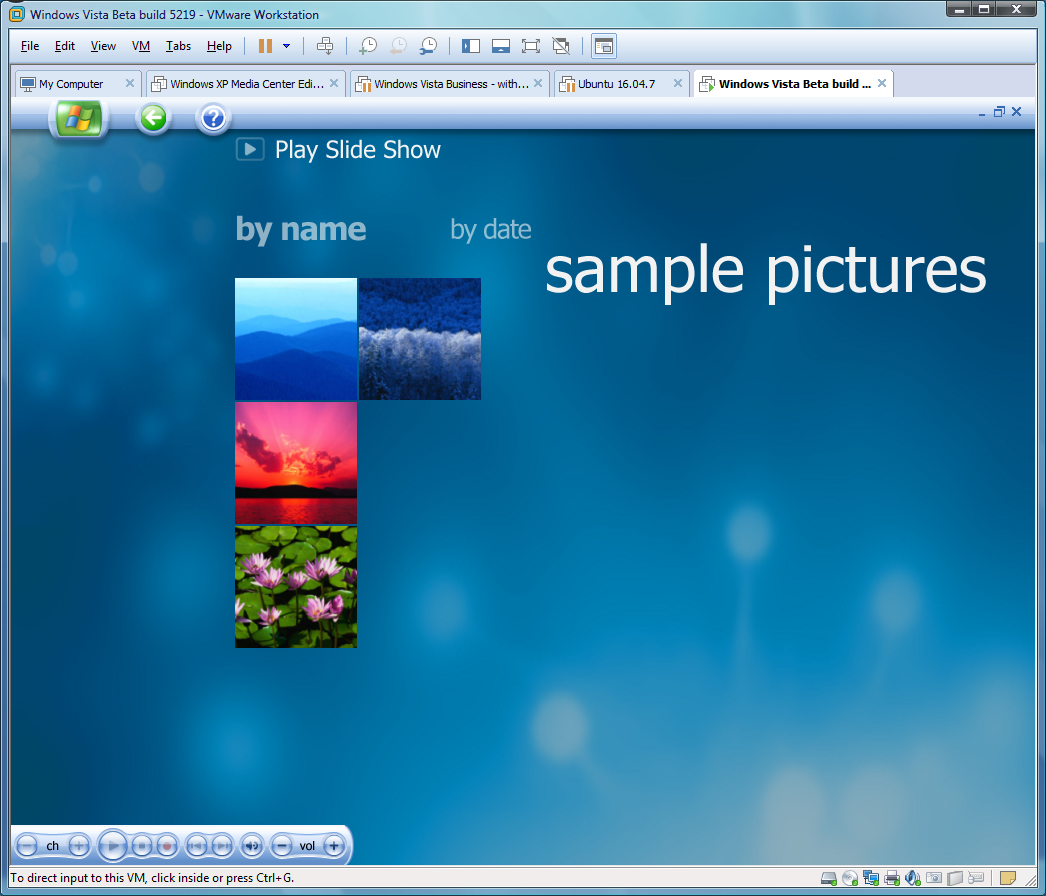 Windows Vista Beta build 5219 - VMware Workstation
File Edit View VM Tabs Help
My Computer Windows XP Media Center Edi... Windows Vista Business - with... Ubuntu 16.04.7 Windows Vista Beta build ...
Play Slide Show
by name by date
sample pictures
ch vol
To direct input to this VM, click inside or press Ctrl+G.